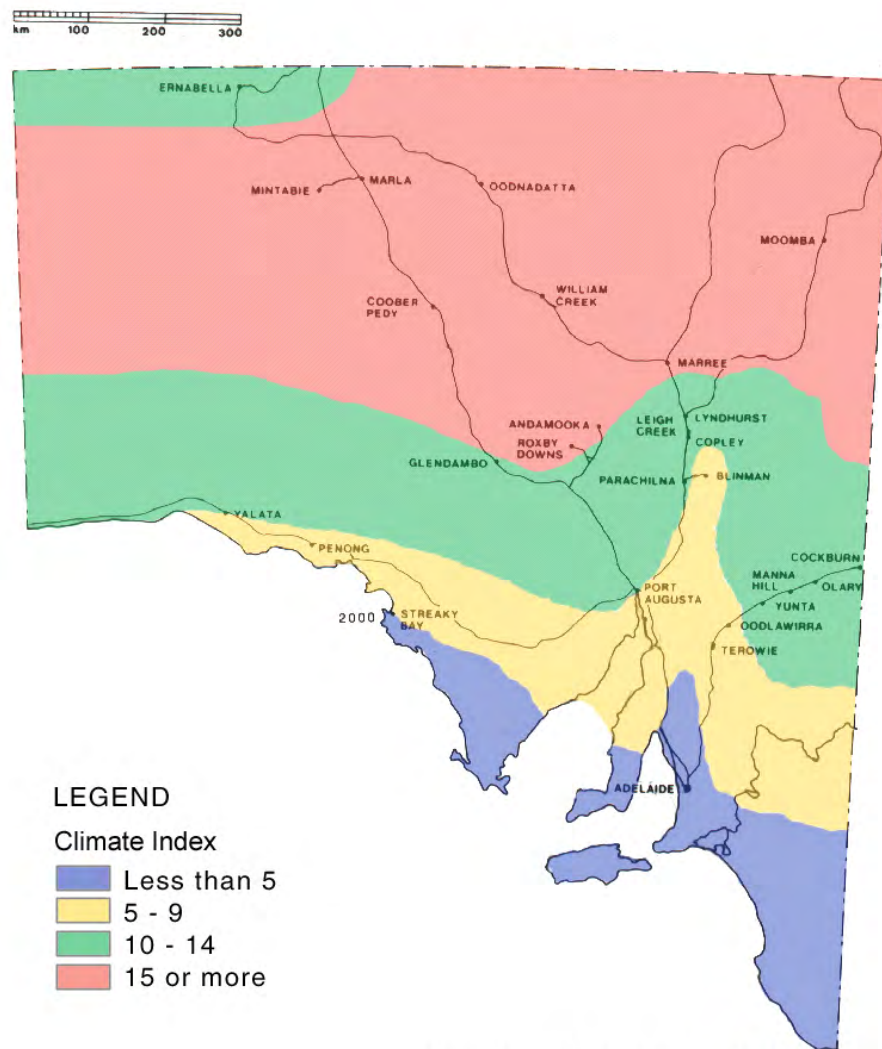 km 100 200 300
ERNABELLA
MINTABIE
MARLA
OODNADATTA
MOOMBA
COOBER
PEDY
WILLIAM
CREEK
MARREE
ANDAMOOKA
ROXBY
DOWNS
LEIGH
CREEK
LYNDHURST
COPLEY
GLENDAMBO
PARACHILNA
BLINMAN
YALATA
PENONG
COCKBURN
MANNA
HILL
OLARY
PORT
AUGUSTA
YUNTA
2000
STREAKY
BAY
OODLAWIRRA
TEROWIE
ADELAIDE
LEGEND
Climate Index
Less than 5
5 - 9
10 - 14
15 or more